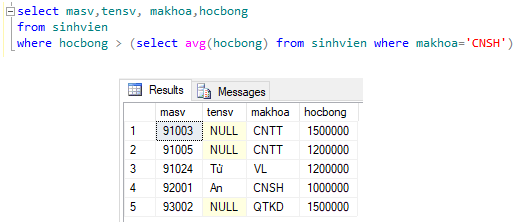 select masv,tensv, makhoa,hocbong
from sinhvien
where hocbong > (select avg(hocbong) from sinhvien where makhoa='CNSH')
Results Messages
masv tensv makhoa hocbong
1 91003 NULL CNTT 1500000
2 91005 NULL CNTT 1200000
3 91024 Tử VL 1200000
4 92001 An CNSH 1000000
5 93002 NULL QTKD 1500000